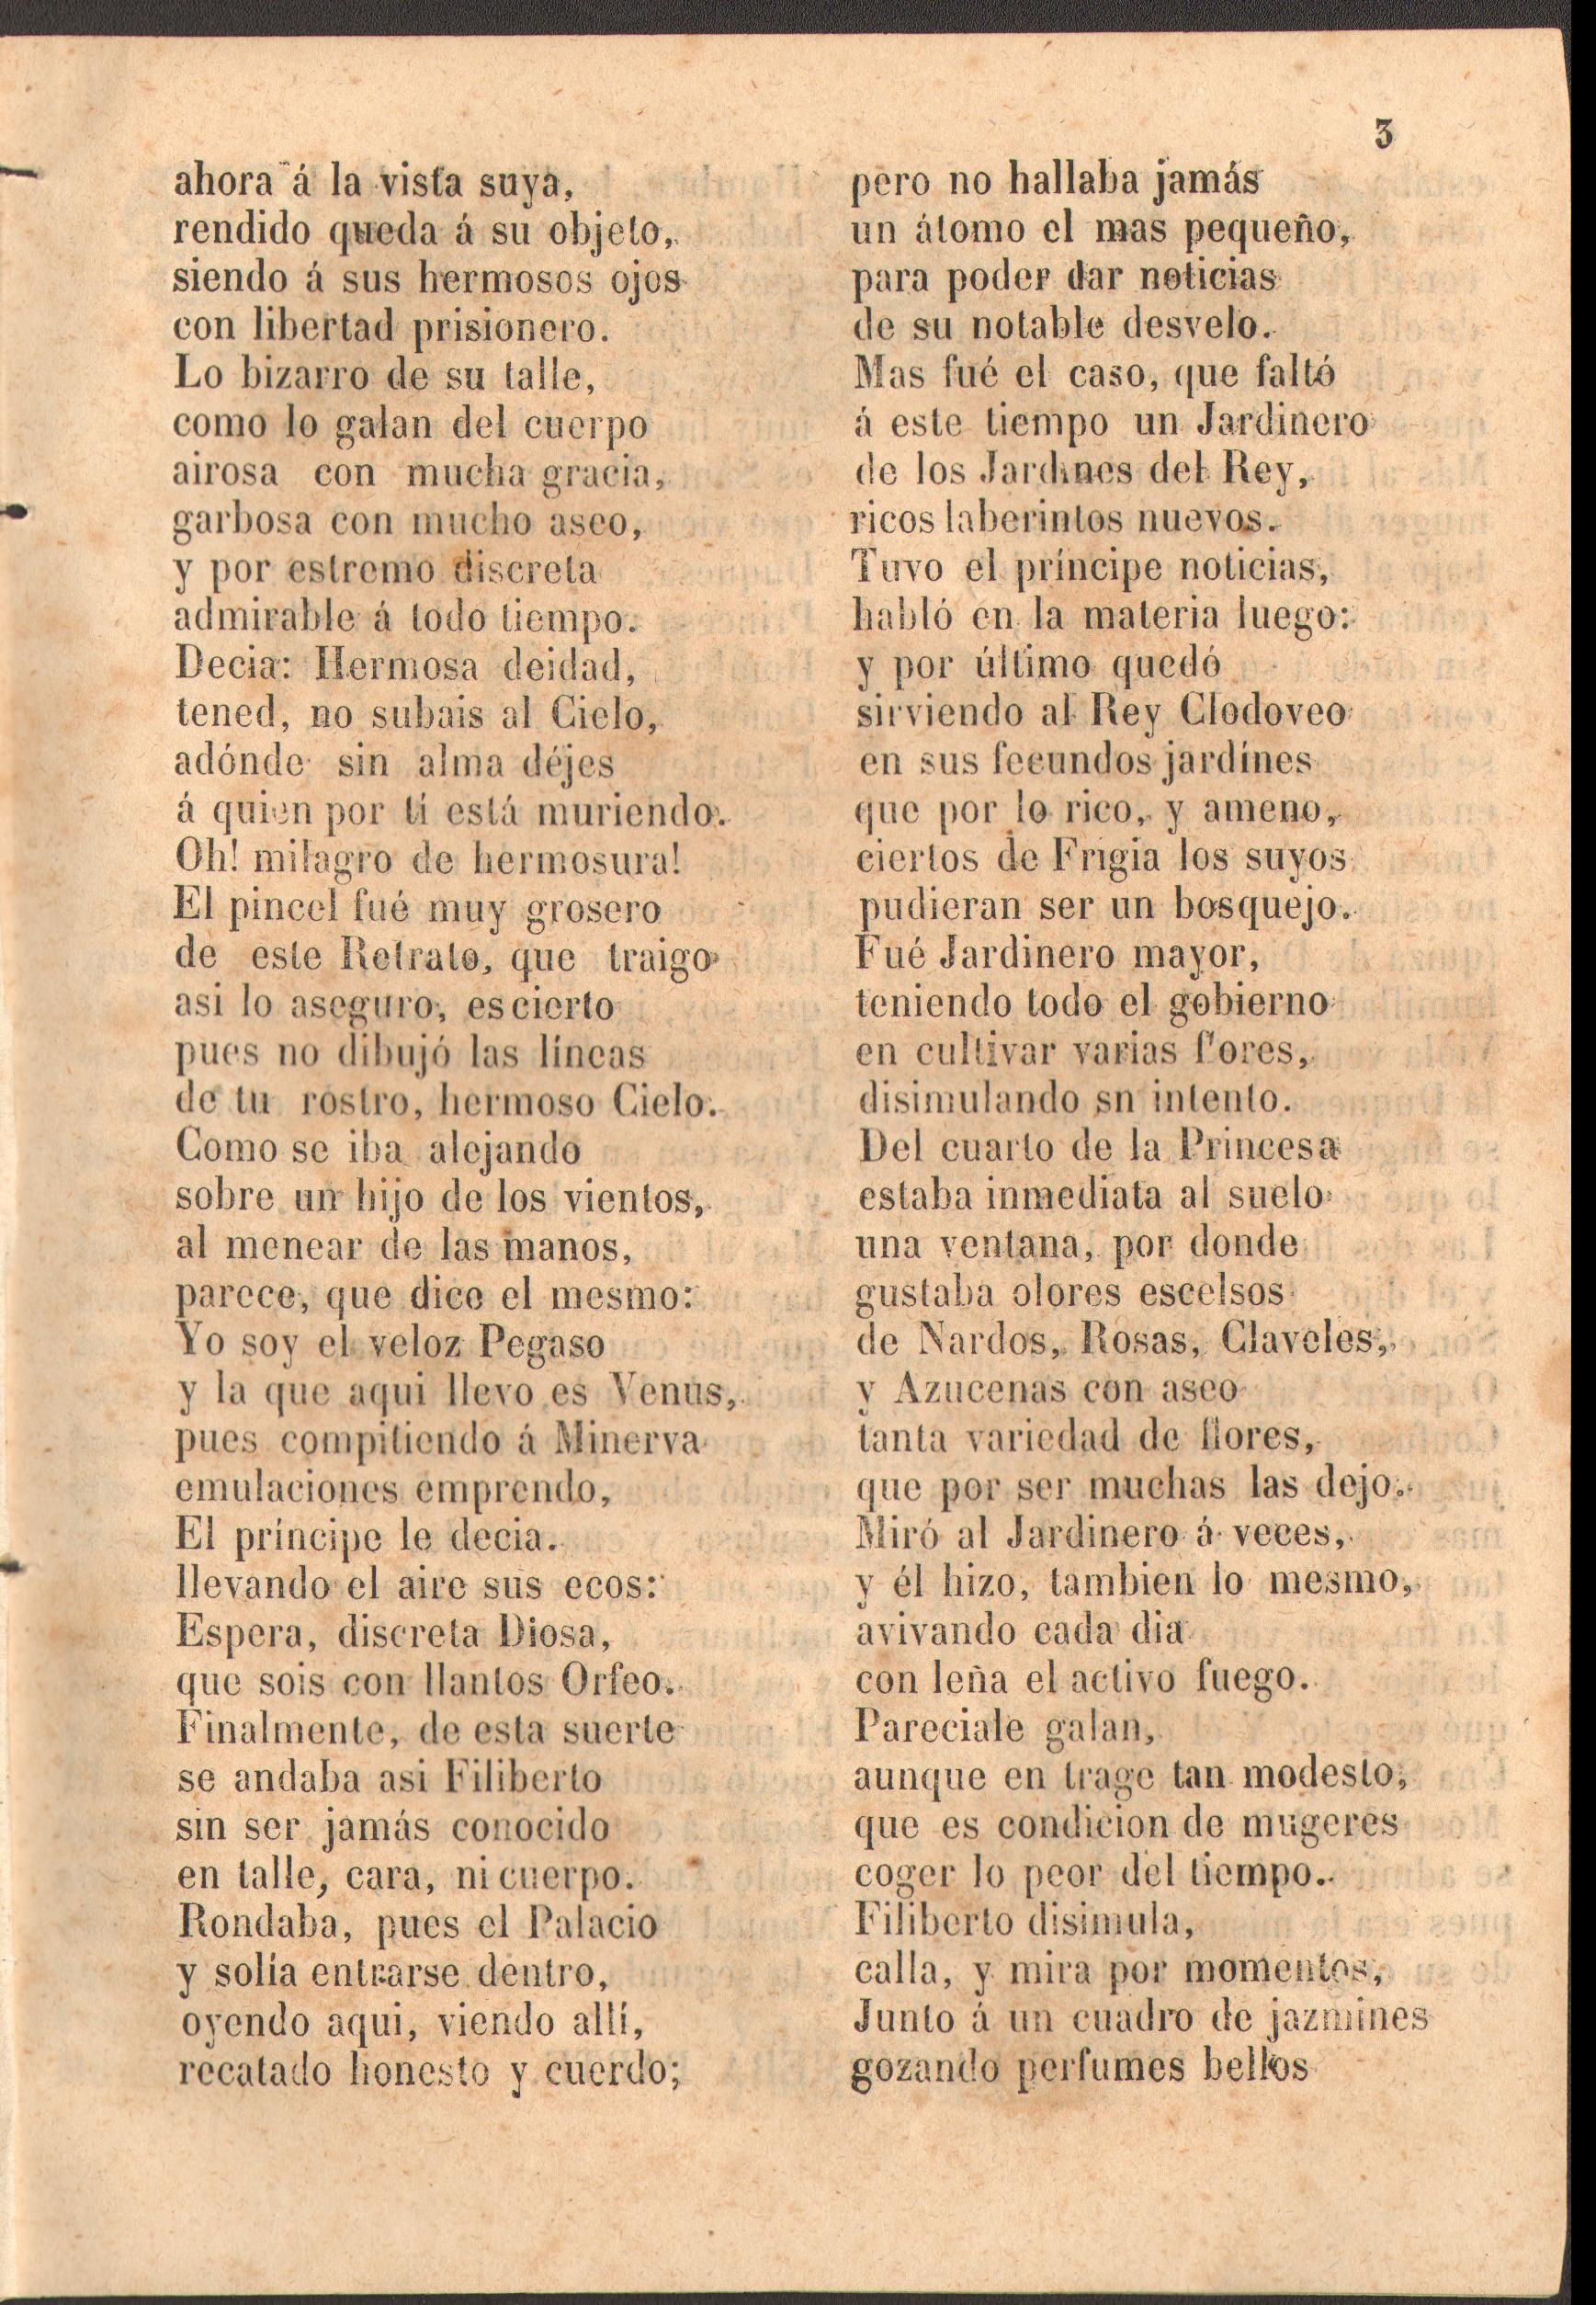 3
ahora á la vista suya,
rendido queda á su objeto,
siendo á sus hermosos ojos
con libertad prisionero.
Lo bizarro de su talle,
como lo galan del cuerpo
airosa con mucha gracia,
garbosa con mucho aseo,
y por estremo discreta
admirable á todo tiempo.
Decia: Hermosa deidad,
tened, no subais al Cielo,
adónde sin alma déjes
á quien por tí está muriendo.
Oh! milagro de hermosura!
El pincel fué muy grosero
de este Retrato, que traigo
asi lo aseguro, es cierto
pues no dibujó las líneas
de tu rostro, hermoso Cielo.
Como se iba alejando
sobre un hijo de los vientos,
al menear de las manos,
parece, que dice el mesmo:
Yo soy el veloz Pegaso
y la que aqui llevo es Venus,
pues compitiendo á Minerva
emulaciones emprendo,
El príncipe le decia.
llevando el aire sus ecos:
Espera, discreta Diosa,
que sois con llantos Orfeo.
Finalmente, de esta suerte
se andaba asi Filiberto
sin ser jamás conocido
en talle, cara, ni cuerpo.
Rondaba, pues el Palacio
y solía entrarse dentro,
oyendo aqui, viendo allí,
recatado honesto y cuerdo;
pero no hallaba jamás
un átomo el mas pequeño,
para poder dar noticias
de su notable desvelo.
Mas fué el caso, que faltó
á este tiempo un Jardinero
de los Jardines del Rey,
ricos laberintos nuevos.
Tuvo el príncipe noticias,
habló en la materia luego:
y por último quedó
sirviendo al Rey Clodoveo
en sus fecundos jardínes
que por lo rico, y ameno,
ciertos de Frigia los suyos
pudieran ser un bosquejo.
Fué Jardinero mayor,
teniendo todo el gobierno
en cultivar varias flores,
disimulando sn intento.
Del cuarto de la Princesa
estaba inmediata al suelo
una ventana, por donde
gustaba olores escelsos
de Nardos, Rosas, Claveles,
y Azucenas con aseo
tanta variedad de flores,
que por ser muchas las dejo.
Miró al Jardinero á veces,
y él hizo, tambien lo mesmo,
avivando cada dia
con leña el activo fuego.
Pareciale galan,
aunque en trage tan modesto,
que es condicion de mugeres
coger lo peor del tiempo.
Filiberto disimula,
calla, y mira por momentos,
Junto á un cuadro de jazmines
gozando perfumes bellos